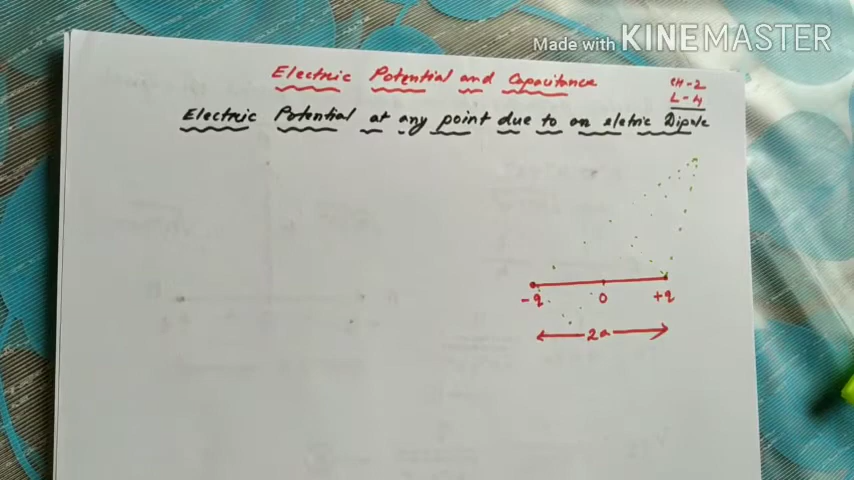 Made with KINEMASTER
Electric Potential and Capacitance
CH-2
L-4
Electric Potential at any point due to an eletric Dipole
-q 0 +q
2a